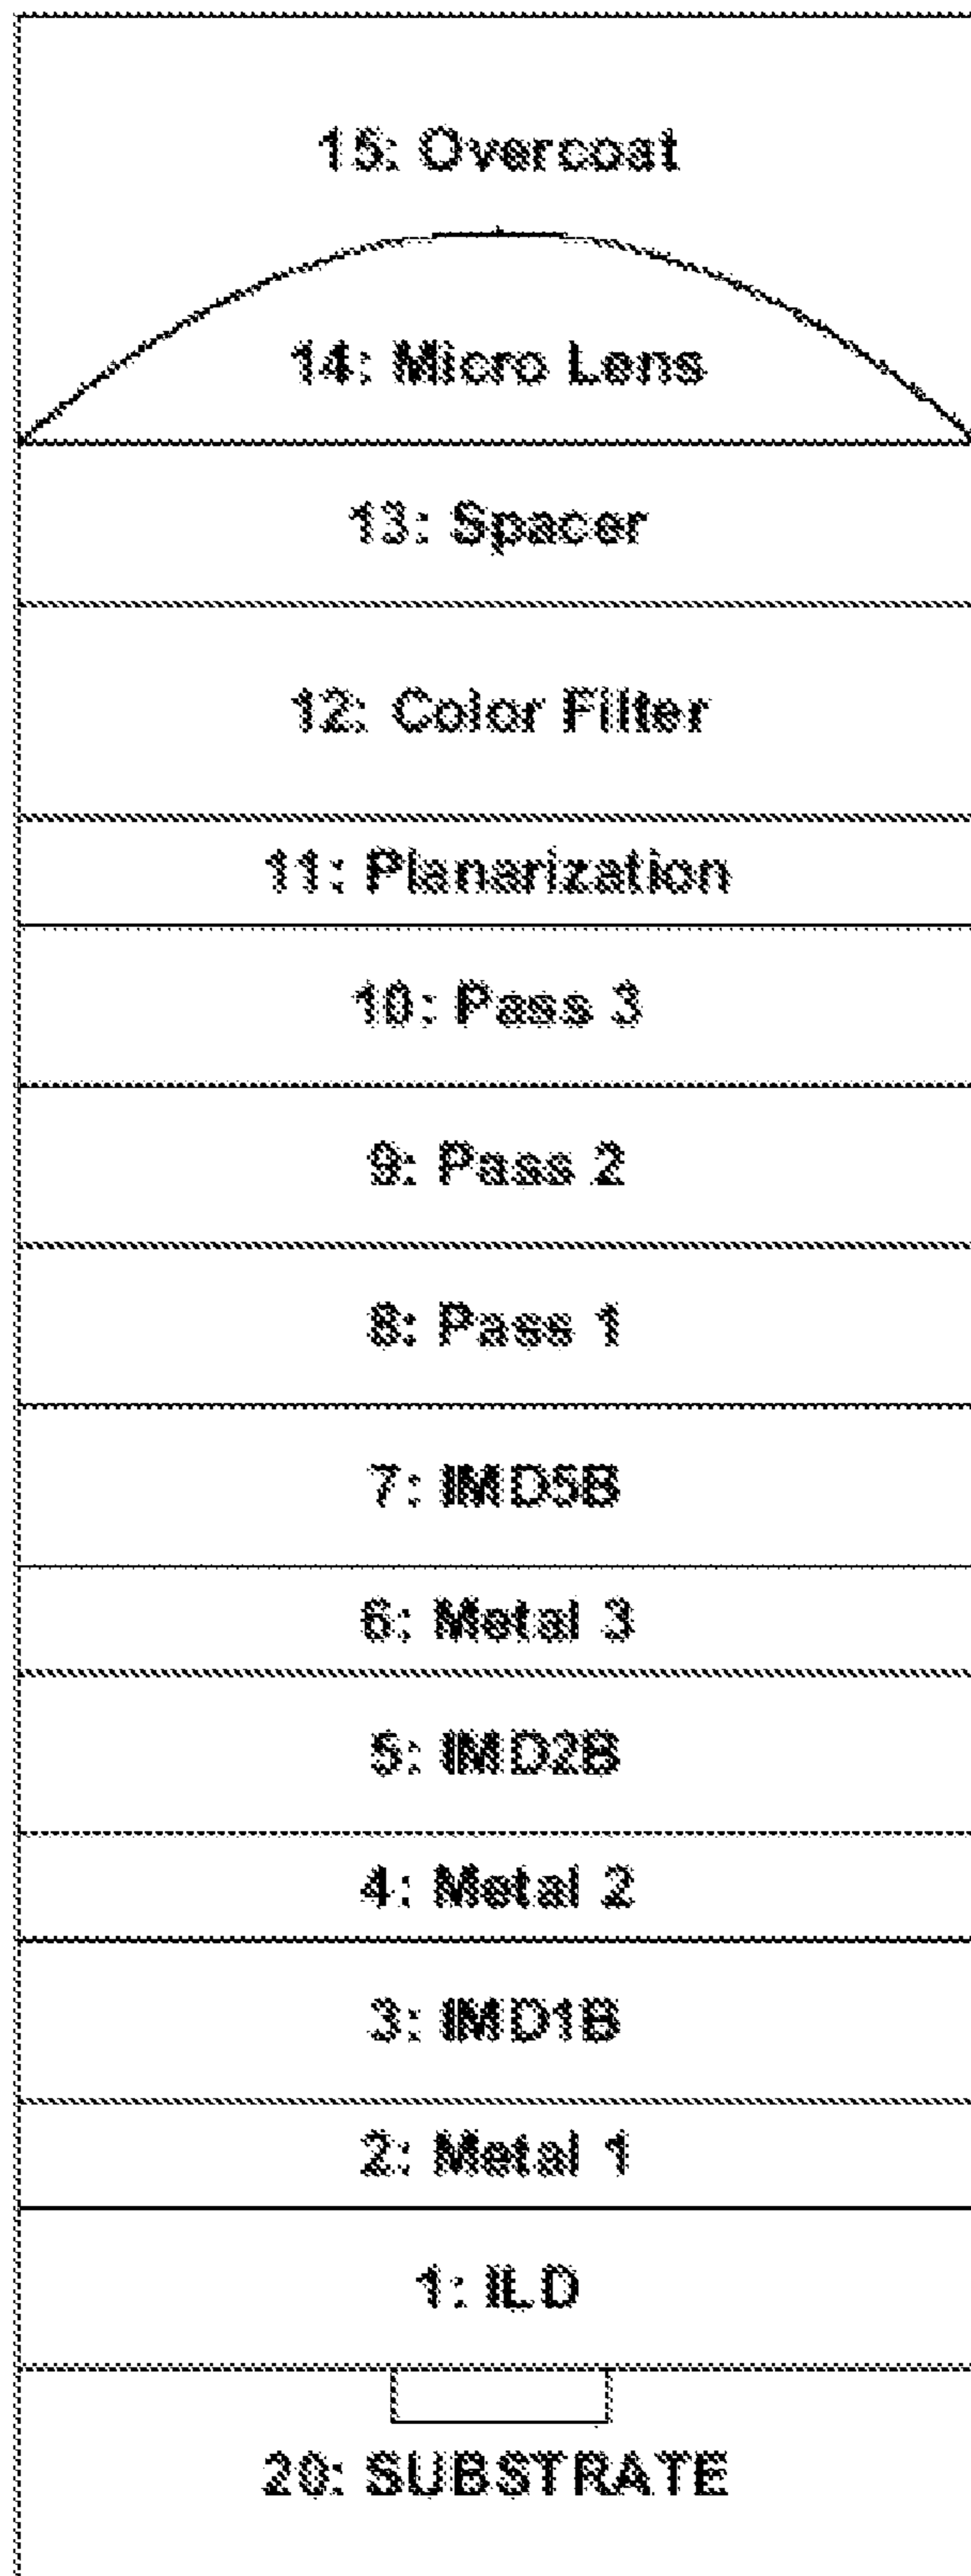 15: Overcoat
14: Micro Lens
13: Spacer
12: Color Filter
11: Planarization
10: Pass 3
9: Pass 2
8: Pass 1
7: IMD5B
6: Metal 3
5: IMD2B
4: Metal 2
3: IMD1B
2: Metal 1
1: ILD
20: SUBSTRATE